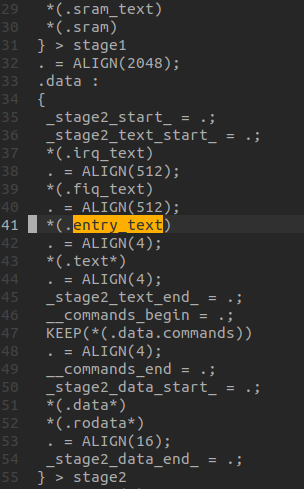 29 *(.sram_text)
30 *(.sram)
31 } > stage1
32 . = ALIGN(2048);
33 .data :
34 {
35 _stage2_start_ = .;
36 _stage2_text_start_ = .;
37 *(.irq_text)
38 . = ALIGN(512);
39 *(.fiq_text)
40 . = ALIGN(512);
41 *(.entry_text)
42 . = ALIGN(4);
43 *(.text*)
44 . = ALIGN(4);
45 _stage2_text_end_ = .;
46 __commands_begin = .;
47 KEEP(*(.data.commands))
48 . = ALIGN(4);
49 __commands_end = .;
50 _stage2_data_start_ = .;
51 *(.data*)
52 *(.rodata*)
53 . = ALIGN(16);
54 _stage2_data_end_ = .;
55 } > stage2